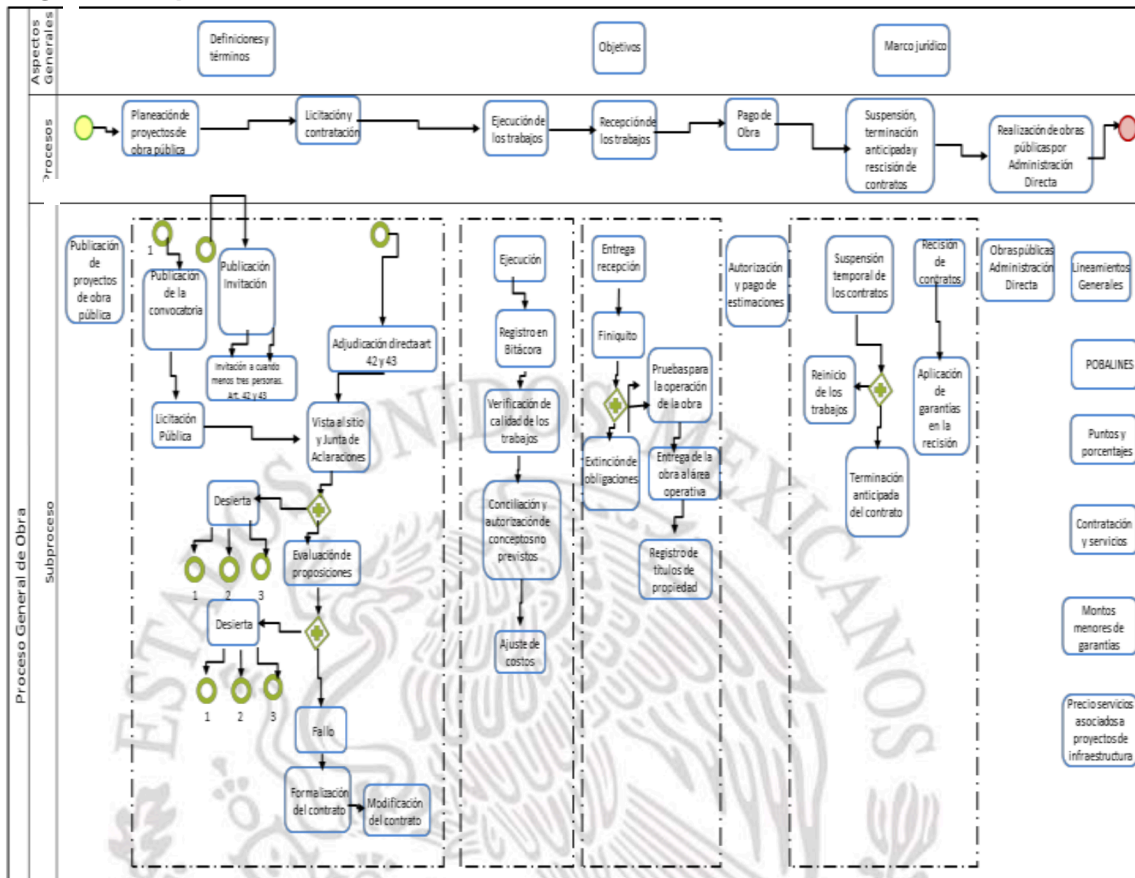 Proceso General de Obra
Aspectos
Generales
Definiciones y
términos
Objetivos
Marco jurídico
Procesos
Planeación de
proyectos de
obra pública
Licitación y
contratación
Ejecución de
los trabajos
Recepción de
los trabajos
Pago de
Obra
Suspensión,
terminación
anticipada y
rescisión de
contratos
Realización de obras
públicas por
Administración
Directa
Subproceso
Publicación
de
proyectos
de obra
pública
1
Publicación
de la
convocatoria
Publicación
Invitación
Invitación a cuando
menos tres personas.
Art. 42 y 43
Adjudicación directa art
42 y 43
Licitación
Pública
Vista al sitio
y Junta de
Aclaraciones
Desierta
1
2
3
Evaluación de
proposiciones
Desierta
1
2
3
Fallo
Formalización
del contrato
Modificación
del contrato
Ejecución
Registro en
Bitácora
Verificación de
calidad de los
trabajos
Conciliación y
autorización de
conceptos no
previstos
Ajuste de
costos
Entrega
recepción
Finiquito
Pruebas para
la operación
de la obra
Extinción de
obligaciones
Entrega de la
obra al área
operativa
Registro de
títulos de
propiedad
Autorización
y pago de
estimaciones
Suspensión
temporal de
los contratos
Recisión
de
contratos
Reinicio
de los
trabajos
Aplicación
de
garantías
en la
recisión
Terminación
anticipada
del contrato
Obras públicas
Administración
Directa
Lineamientos
Generales
POBALINES
Puntos y
porcentajes
Contratación
y servicios
Montos
menores de
garantías
Precio servicios
asociados a
proyectos de
infraestructura
ESTADOS UNIDOS MEXICANOS